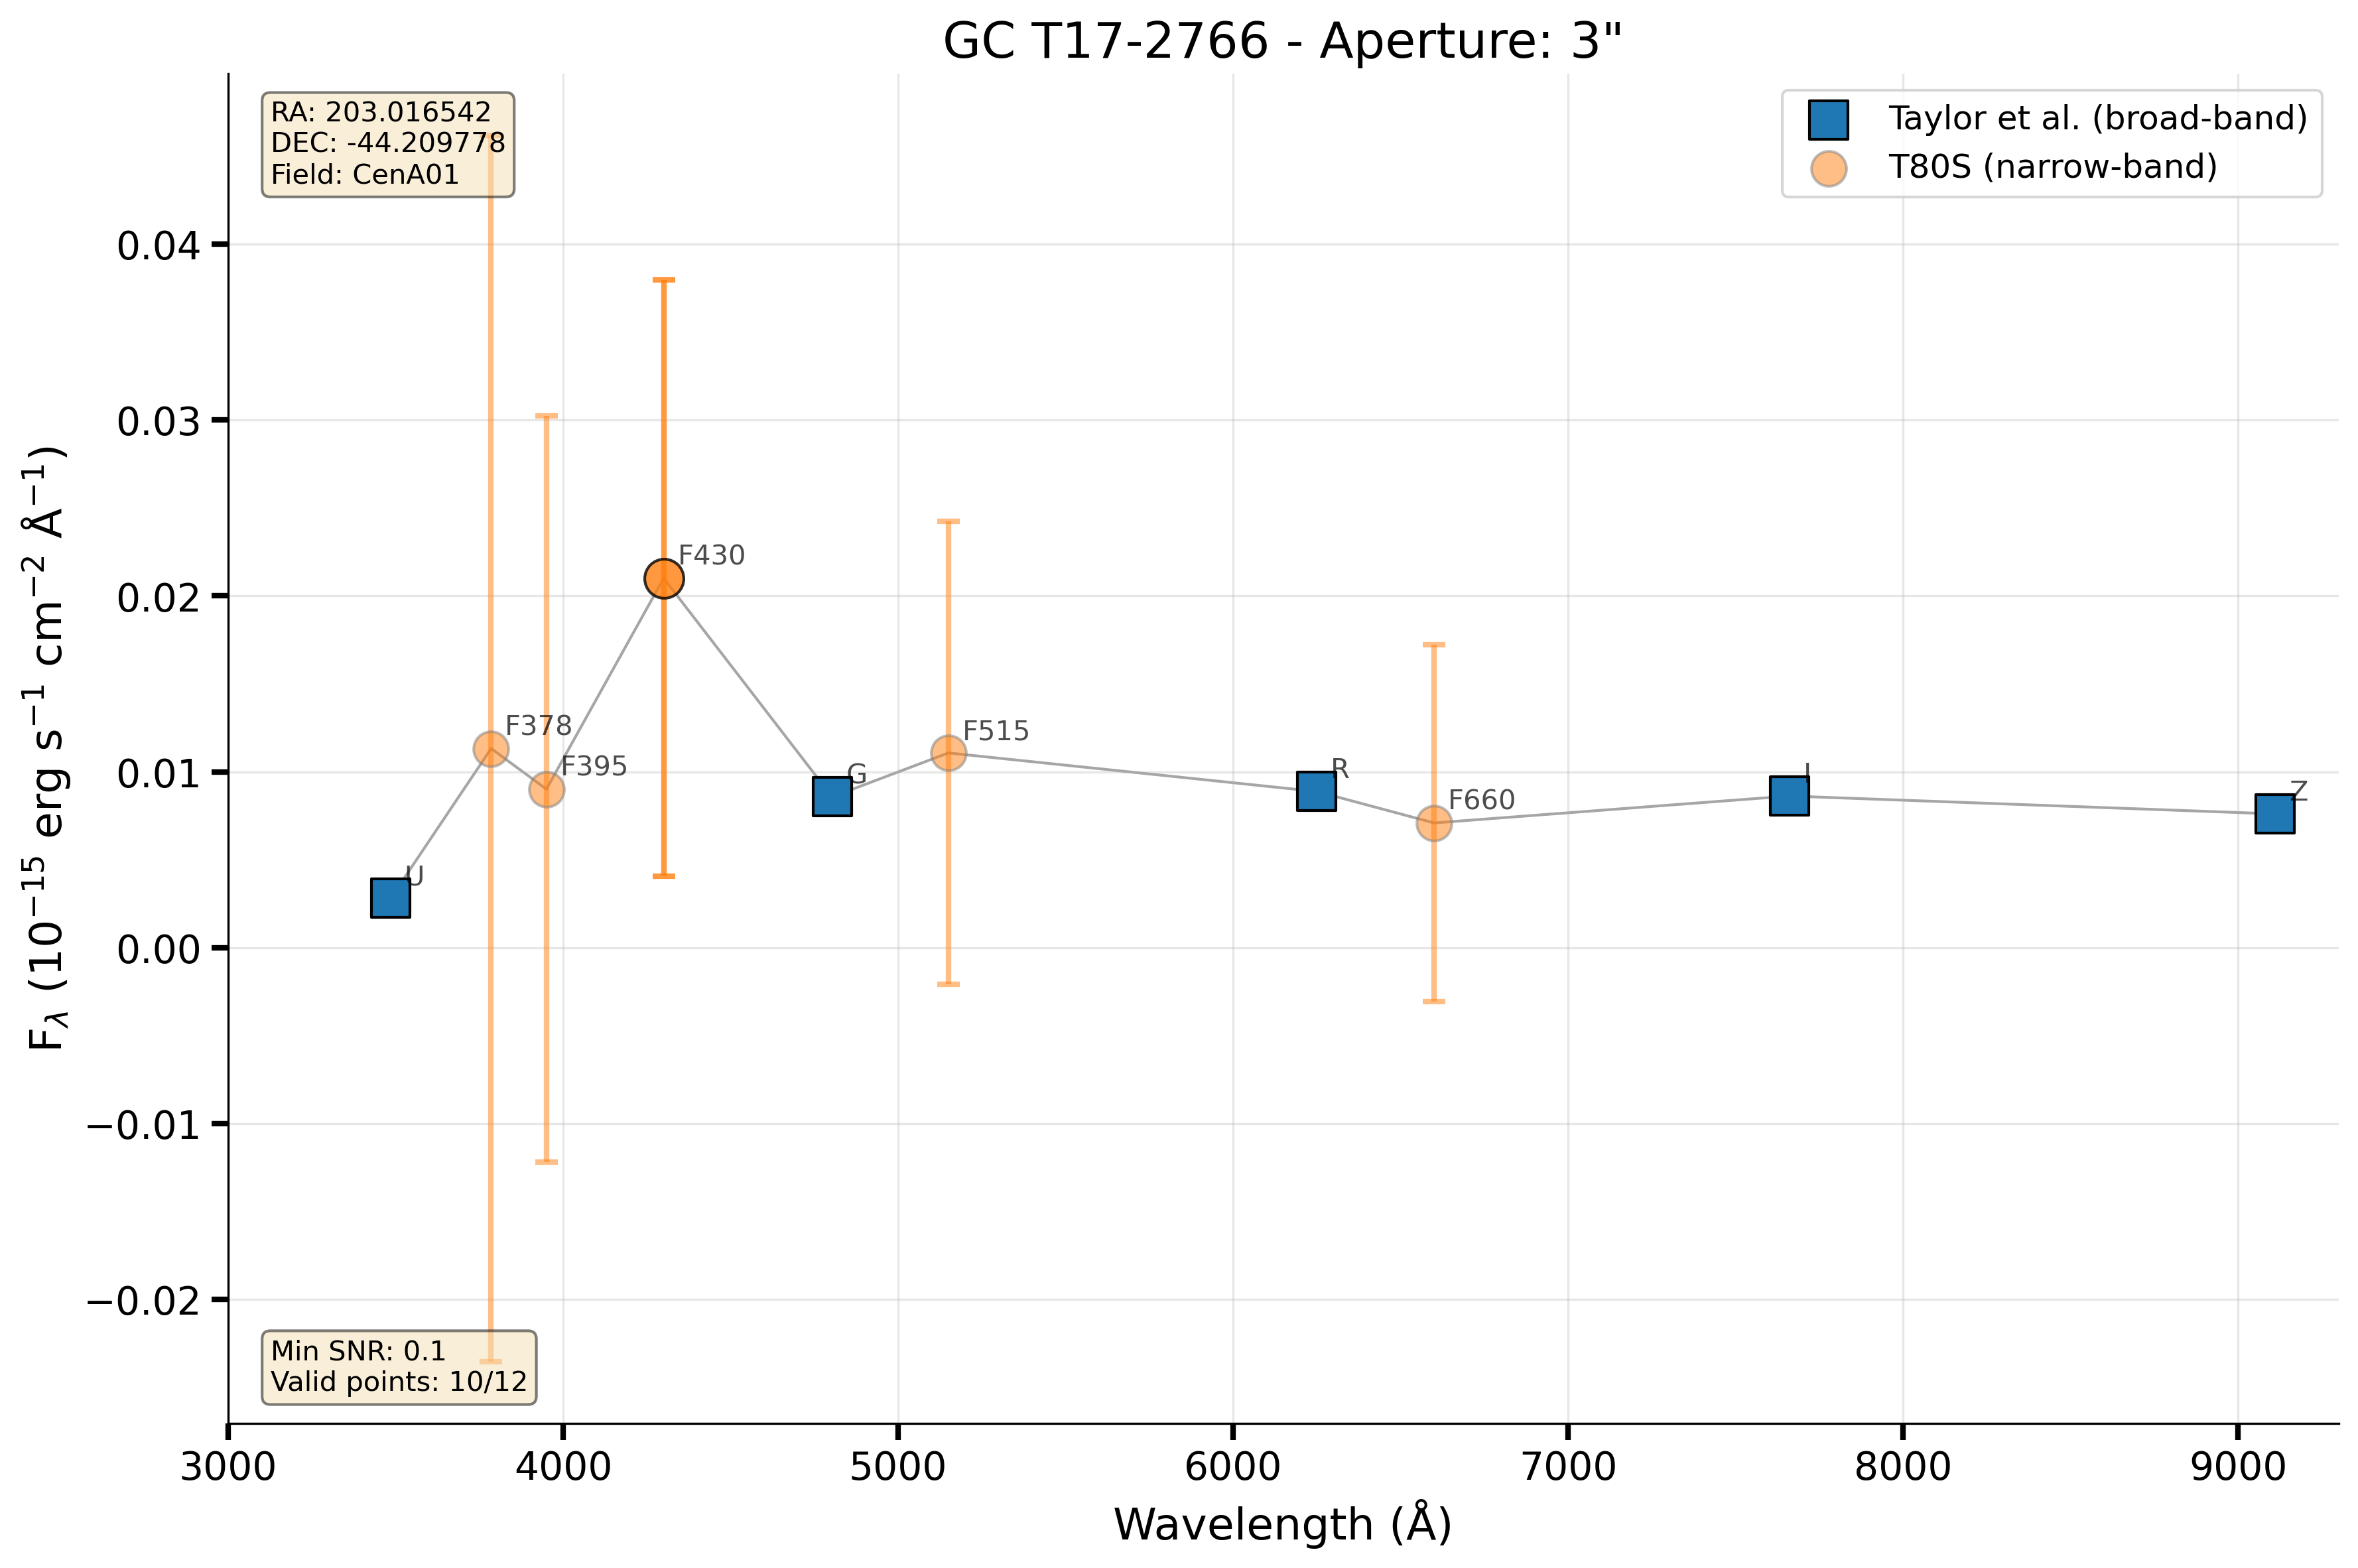 GC T17-2766 - Aperture: 3"
RA: 203.016542
DEC: -44.209778
Field: CenA01
Taylor et al. (broad-band)
T80S (narrow-band)
0.04
0.03
0.02
0.01
0.00
−0.01
−0.02
F_λ (10⁻¹⁵ erg s⁻¹ cm⁻² Å⁻¹)
U
F378
F395
F430
G
F515
R
F660
I
Z
Min SNR: 0.1
Valid points: 10/12
3000 4000 5000 6000 7000 8000 9000
Wavelength (Å)